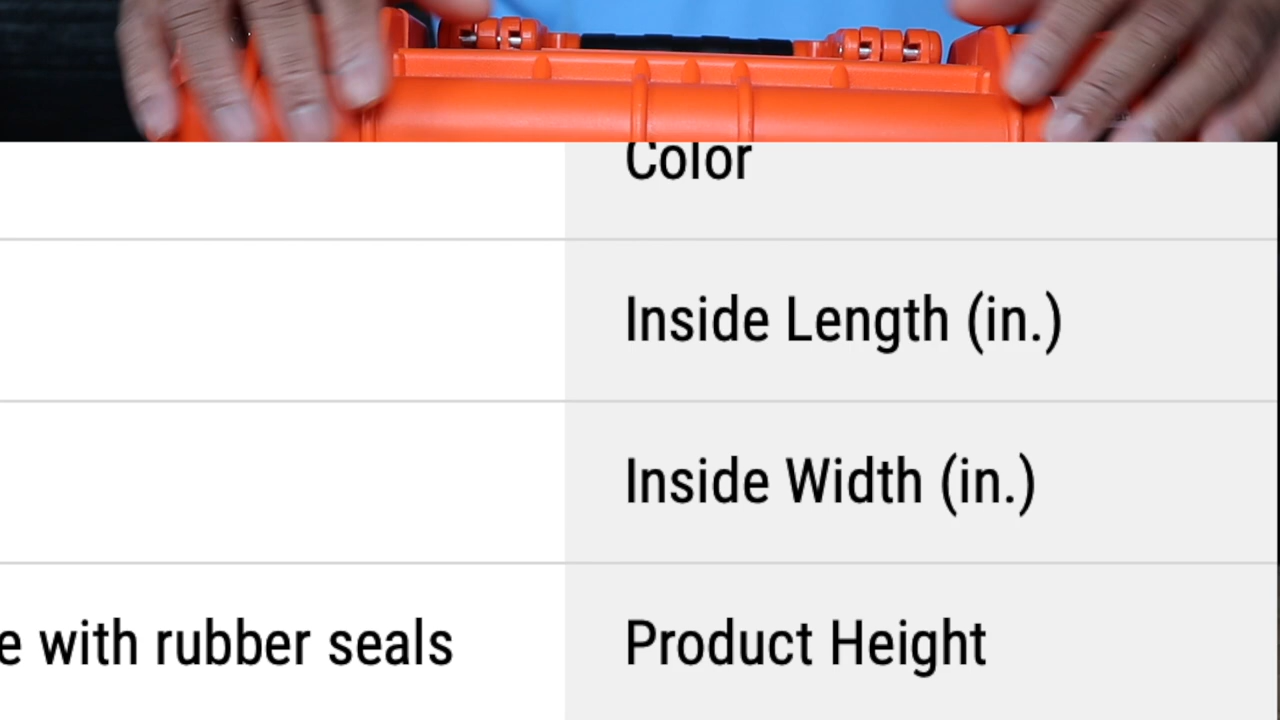 Color
Inside Length (in.)
Inside Width (in.)
e with rubber seals
Product Height